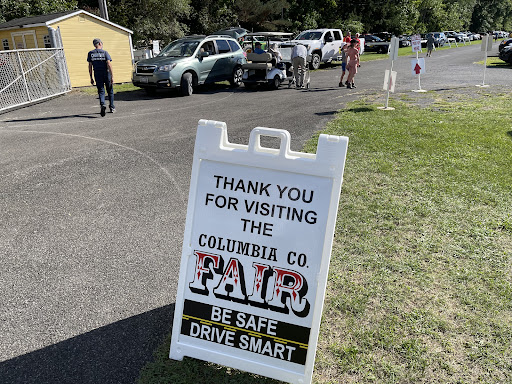 THANK YOU
FOR VISITING
THE
COLUMBIA CO.
FAIR
BE SAFE
DRIVE SMART